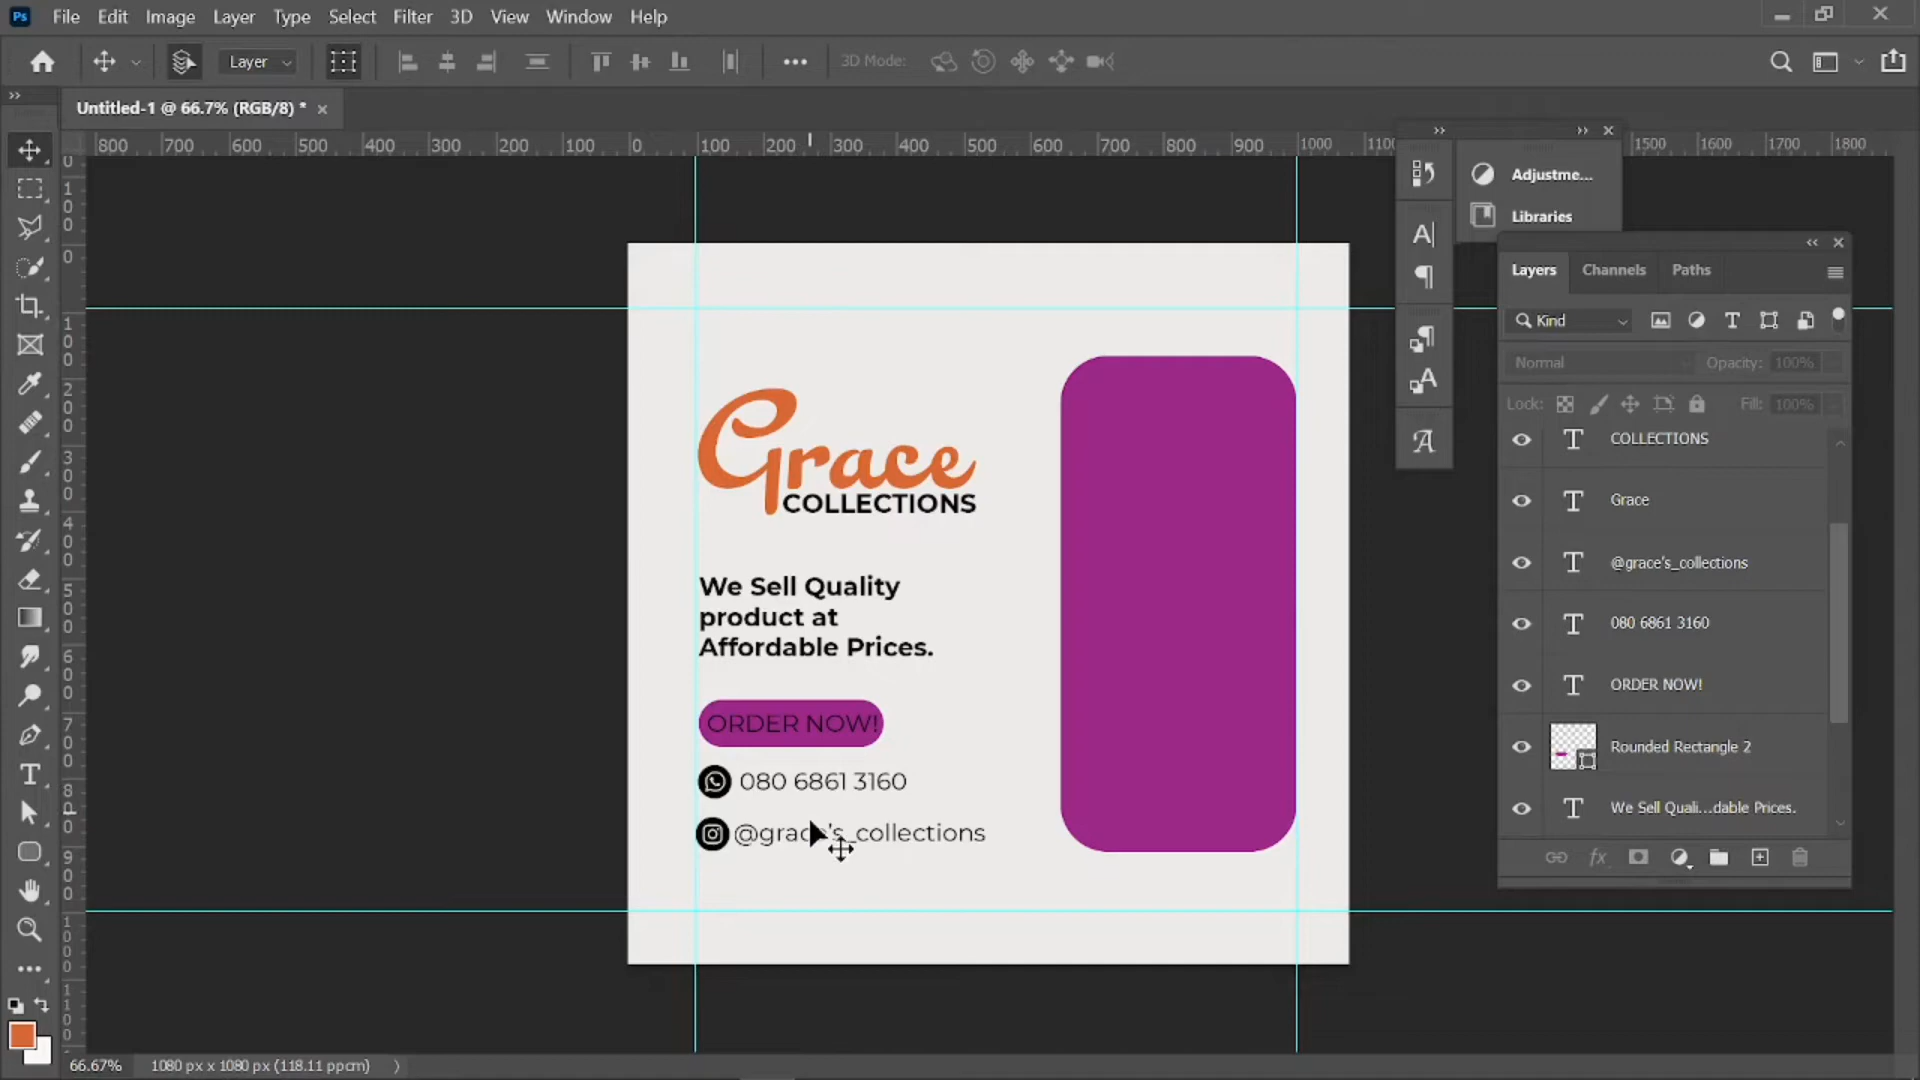 Ps File Edit Image Layer Type Select Filter 3D View Window Help
Layer 3D Mode:
Untitled-1 @ 66.7% (RGB/8) *
800 700 600 500 400 300 200 100 0 100 200 300 400 500 600 700 800 900 1000 1500 1600 1700 1800
Adjustme...
Libraries
Layers Channels Paths
Kind
Normal Opacity: 100%
Lock: Fill: 100%
COLLECTIONS
Grace
@grace's_collections
080 6861 3160
ORDER NOW!
Rounded Rectangle 2
We Sell Quali...dable Prices.
Grace
COLLECTIONS
We Sell Quality
product at
Affordable Prices.
ORDER NOW!
080 6861 3160
@grace's_collections
66.67% 1080 px x 1080 px (118.11 ppcm)